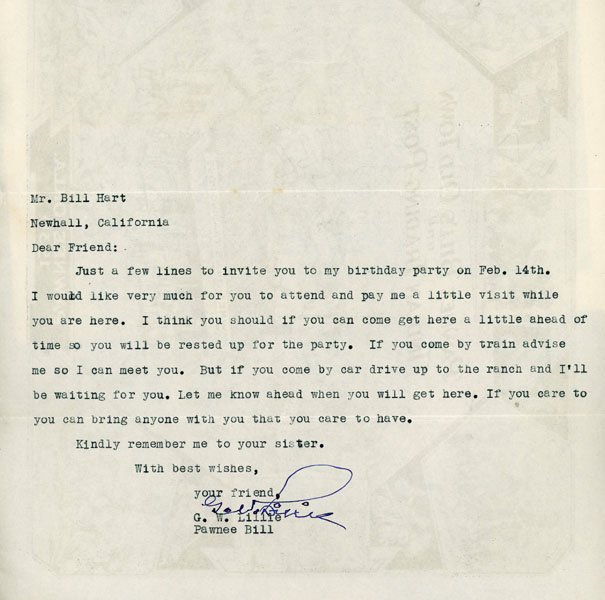 Mr. Bill Hart
Newhall, California
Dear Friend:
Just a few lines to invite you to my birthday party on Feb. 14th.
I would like very much for you to attend and pay me a little visit while
you are here. I think you should if you can come get here a little ahead of
time so you will be rested up for the party. If you come by train advise
me so I can meet you. But if you come by car drive up to the ranch and I'll
be waiting for you. Let me know ahead when you will get here. If you care to
you can bring anyone with you that you care to have.
Kindly remember me to your sister.
With best wishes,
your friend,
G. W. Lillie
G. W. Lillie
Pawnee Bill